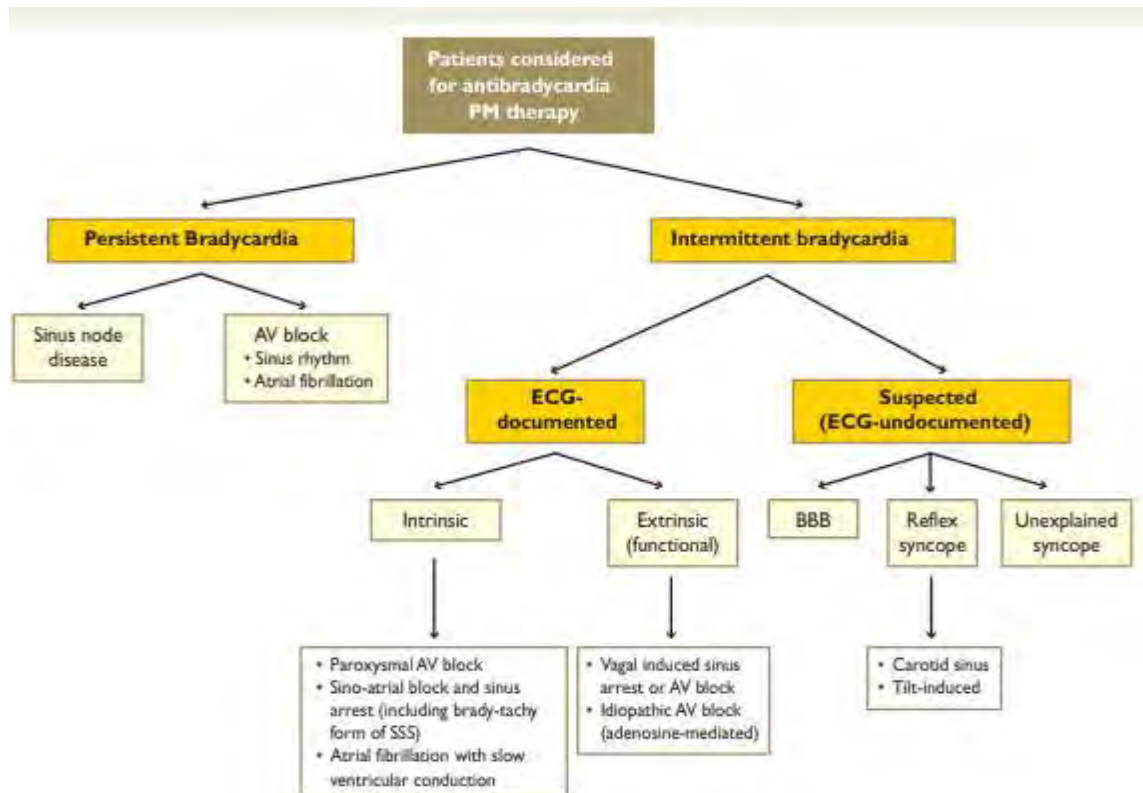 Patients considered
for antibradycardia
PM therapy
Persistent Bradycardia
Intermittent bradycardia
Sinus node
disease
AV block
• Sinus rhythm
• Atrial fibrillation
ECG-
documented
Suspected
(ECG-undocumented)
Intrinsic
Extrinsic
(functional)
BBB
Reflex
syncope
Unexplained
syncope
• Paroxysmal AV block
• Sino-atrial block and sinus
arrest (including brady-tachy
form of SSS)
• Atrial fibrillation with slow
ventricular conduction
• Vagal induced sinus
arrest or AV block
• Idiopathic AV block
(adenosine-mediated)
• Carotid sinus
• Tilt-induced